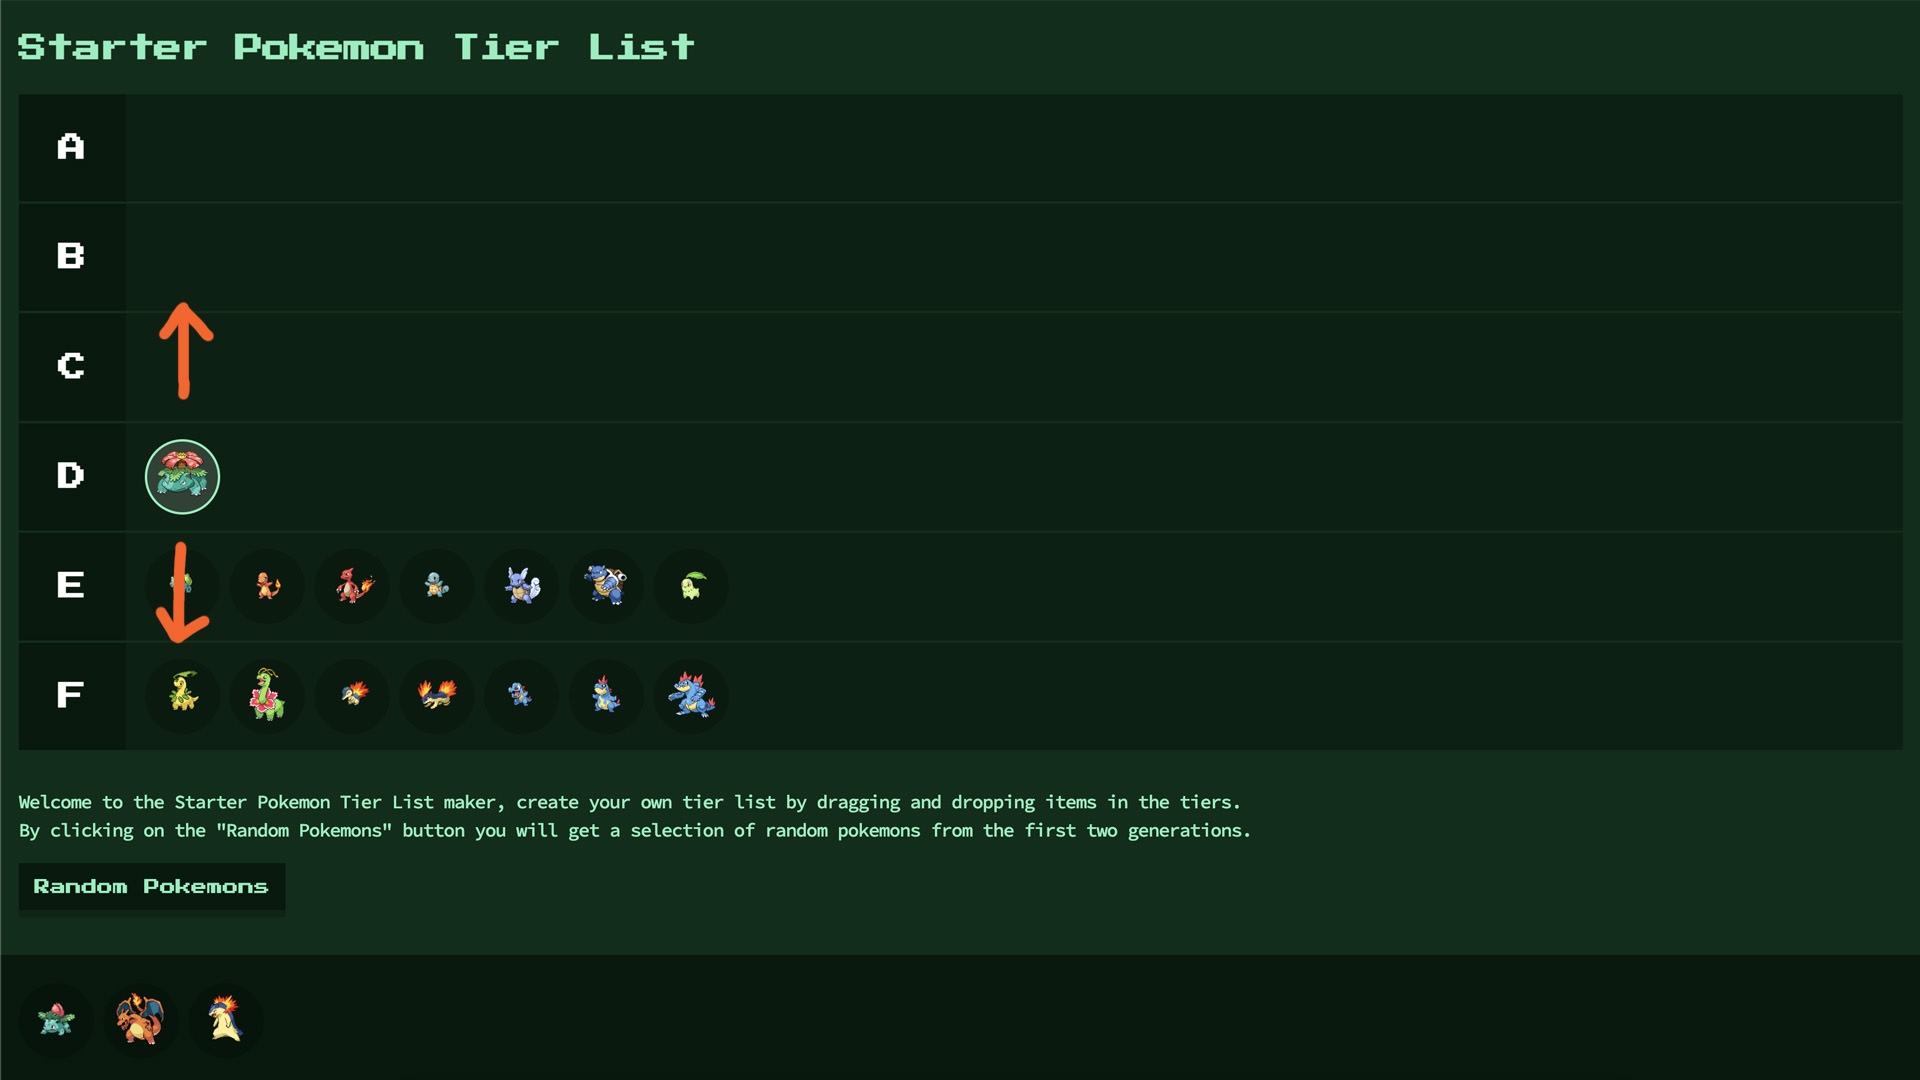 Starter Pokemon Tier List
A
B
C
D
E
F
Welcome to the Starter Pokemon Tier List maker, create your own tier list by dragging and dropping items in the tiers.
By clicking on the "Random Pokemons" button you will get a selection of random pokemons from the first two generations.
Random Pokemons